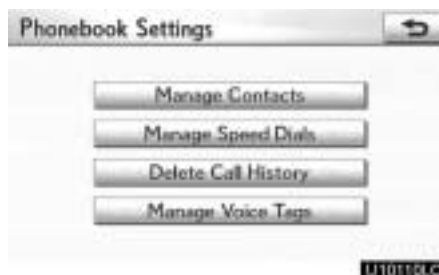 Phonebook Settings
Manage Contacts
Manage Speed Dials
Delete Call History
Manage Voice Tags